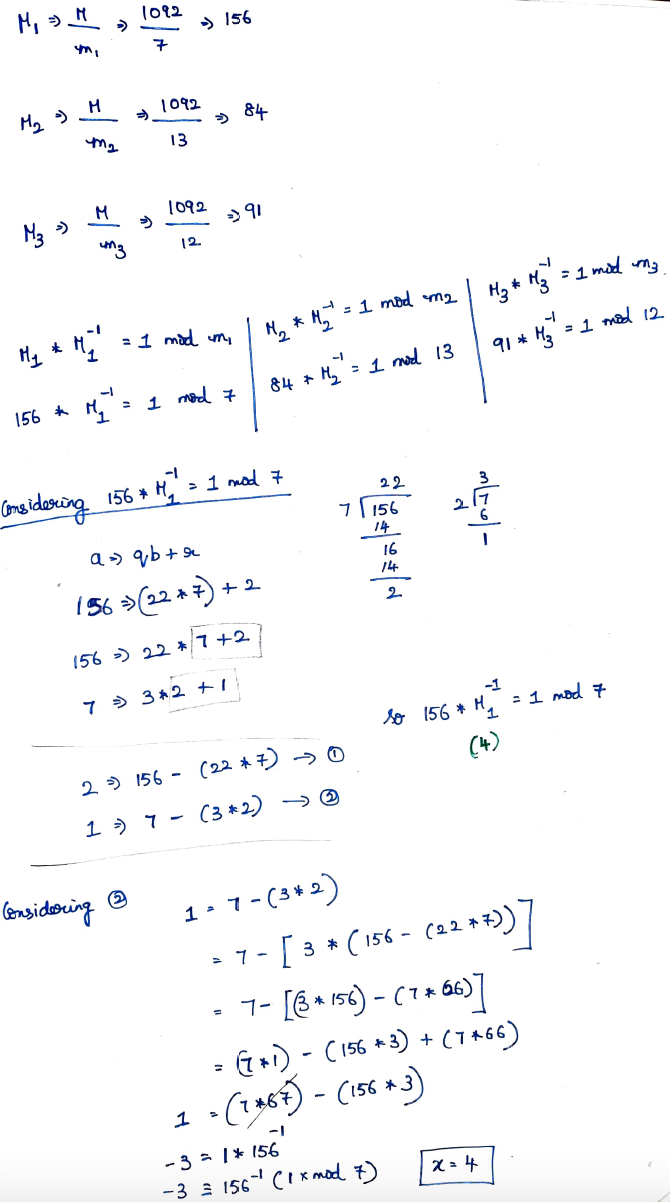 M₁ ⇒ M/m₁ ⇒ 1092/7 ⇒ 156
M₂ ⇒ M/m₂ ⇒ 1092/13 ⇒ 84
M₃ ⇒ M/m₃ ⇒ 1092/12 ⇒ 91
M₁ * M₁⁻¹ = 1 mod m₁ | M₂ * M₂⁻¹ = 1 mod m₂ | M₃ * M₃⁻¹ = 1 mod m₃.
156 * M₁⁻¹ = 1 mod 7 | 84 * M₂⁻¹ = 1 mod 13 | 91 * M₃⁻¹ = 1 mod 12
Considering 156 * M₁⁻¹ = 1 mod 7
a ⇒ qb + r
156 ⇒ (22 * 7) + 2
156 ⇒ 22 * 7 + 2
7 ⇒ 3 * 2 + 1
22
7 156
14
16
14
2
3
2 7
6
1
so 156 * M₁⁻¹ = 1 mod 7
(4)
2 ⇒ 156 - (22 * 7) → ①
1 ⇒ 7 - (3 * 2) → ②
Considering ② 1 = 7 - (3 * 2)
= 7 - [3 * (156 - (22 * 7))]
= 7 - [(3 * 156) - (7 * 66)]
= (7 * 1) - (156 * 3) + (7 * 66)
1 = (7 * 67) - (156 * 3)
-3 = 1 * 156⁻¹
-3 ≡ 156⁻¹ (1 x mod 7) x = 4